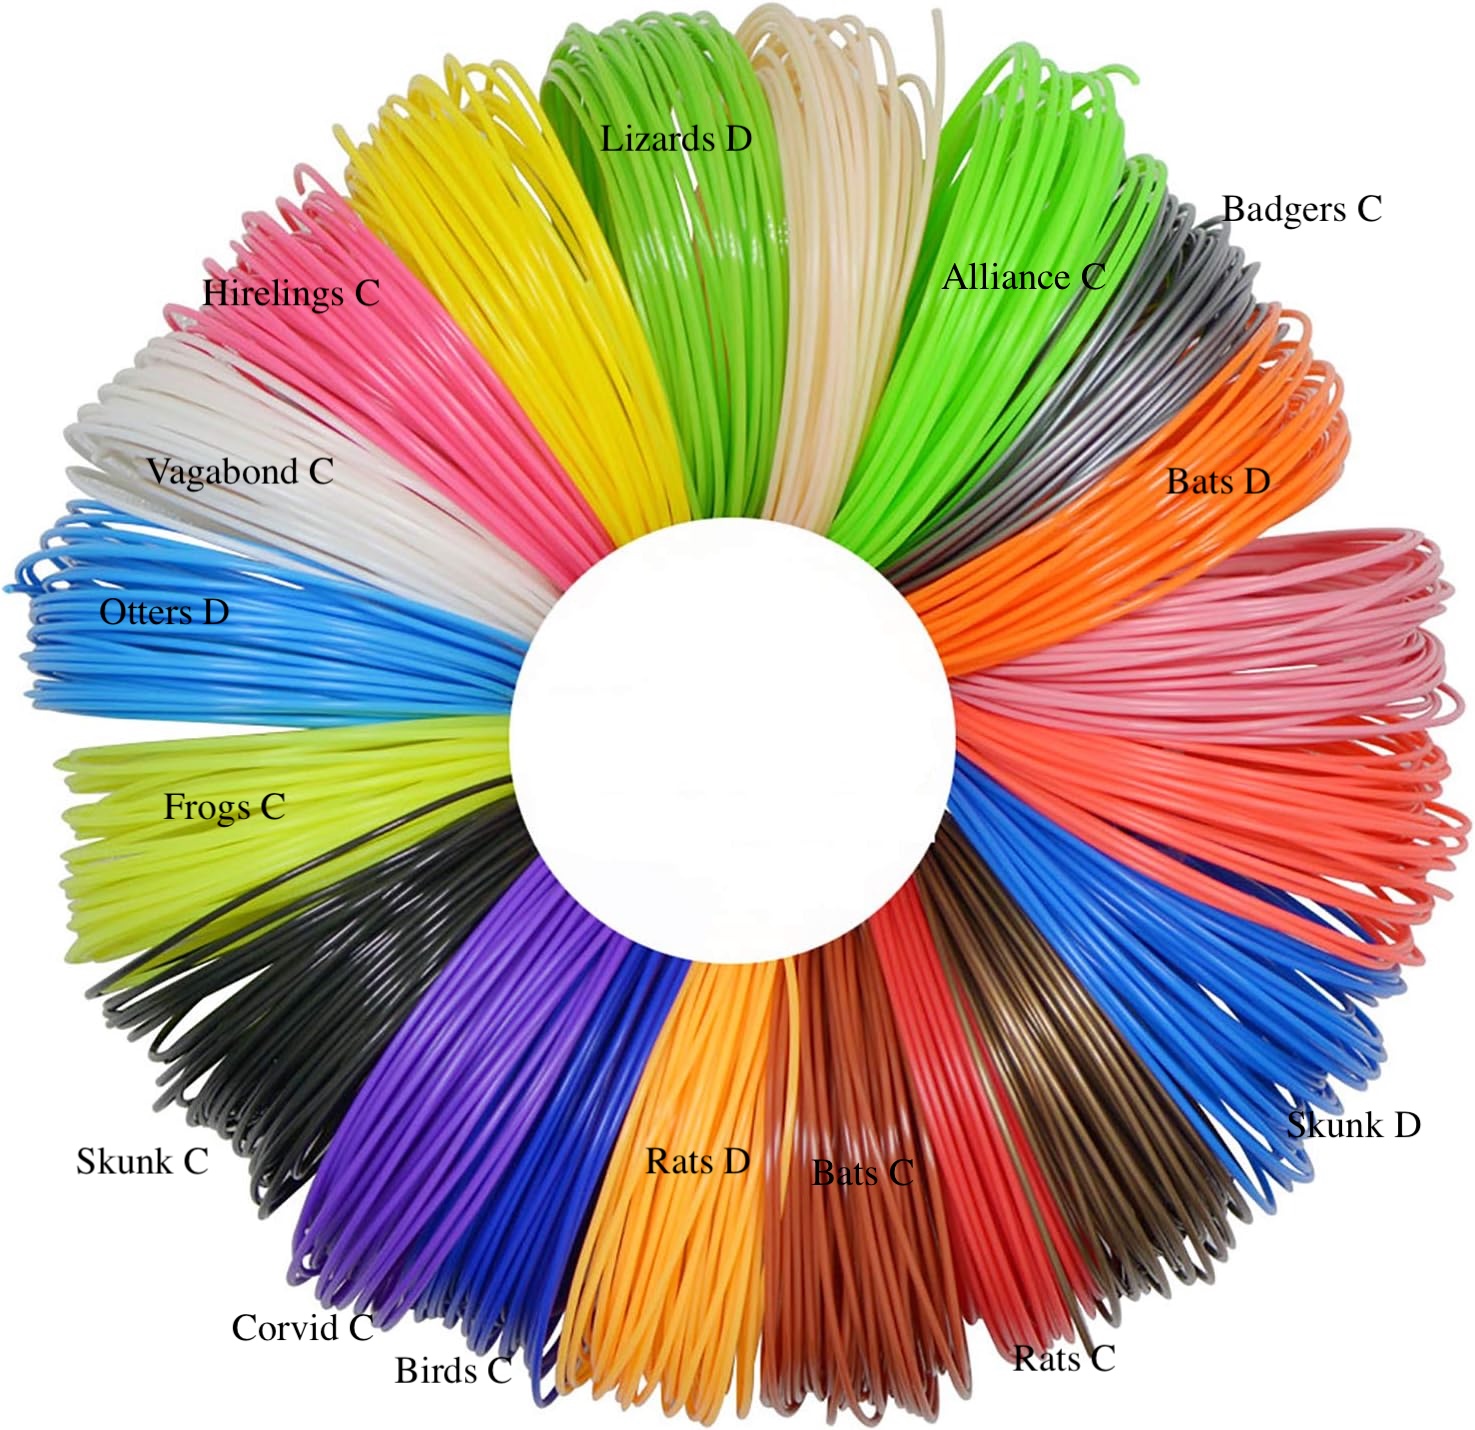 Lizards D
Badgers C
Alliance C
Hirelings C
Vagabond C
Bats D
Otters D
Frogs C
Skunk D
Skunk C
Rats D
Bats C
Corvid C
Birds C
Rats C